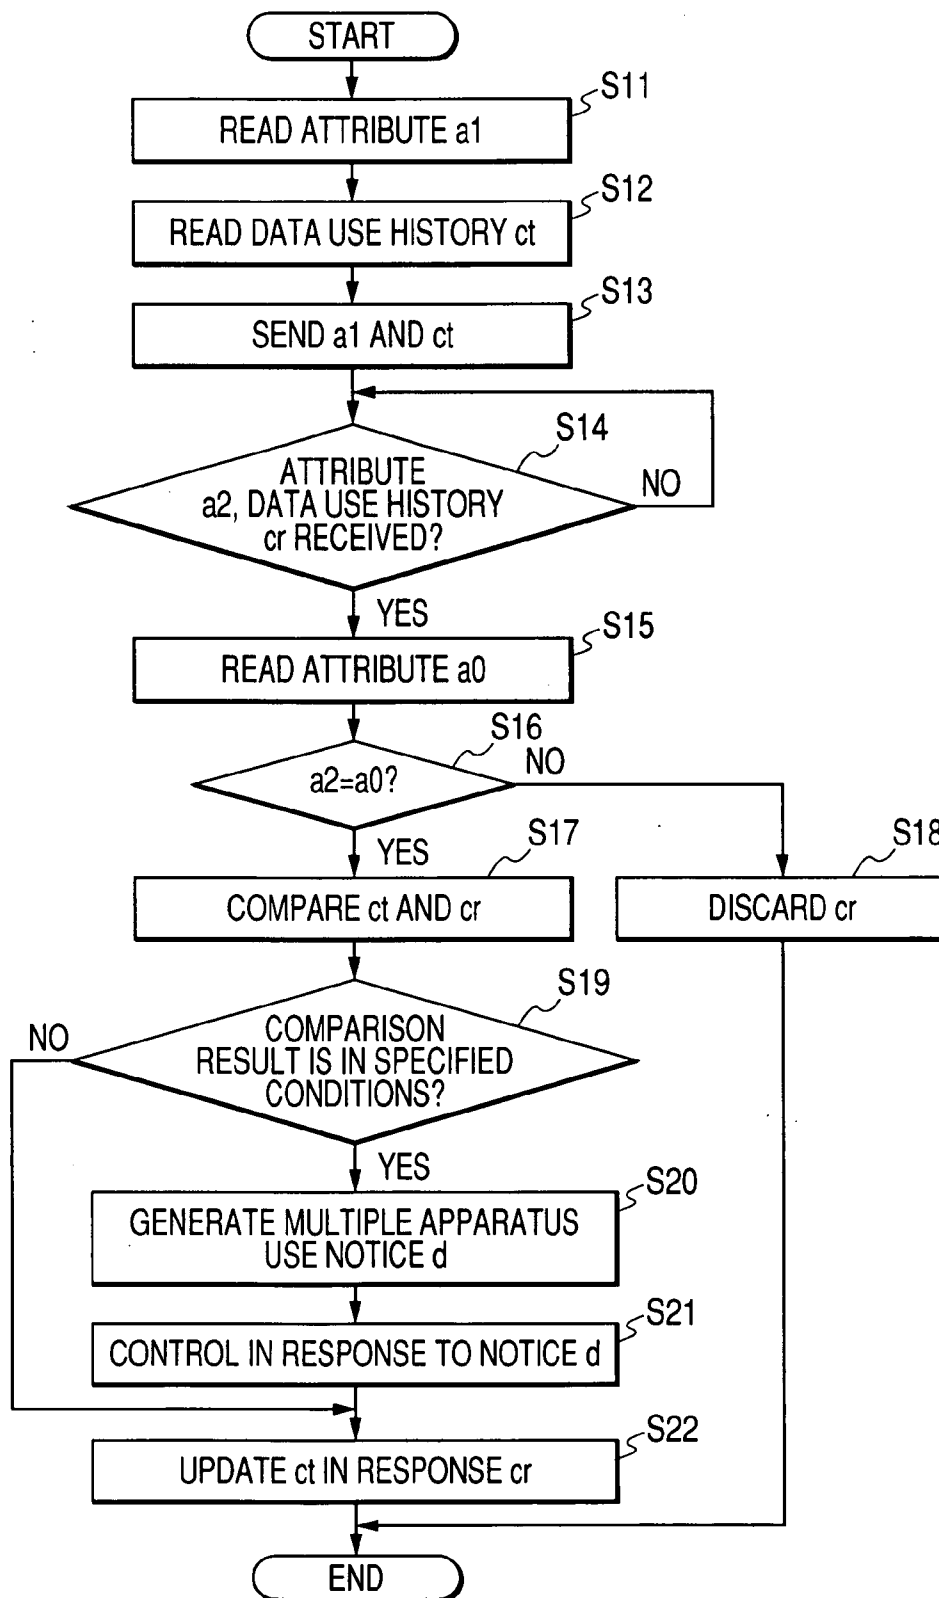 START
S11
READ ATTRIBUTE a1
S12
READ DATA USE HISTORY ct
S13
SEND a1 AND ct
S14
ATTRIBUTE
a2, DATA USE HISTORY
cr RECEIVED?
NO
YES
S15
READ ATTRIBUTE a0
S16
a2=a0?
NO
YES
S17
COMPARE ct AND cr
S18
DISCARD cr
S19
COMPARISON
RESULT IS IN SPECIFIED
CONDITIONS?
NO
YES
S20
GENERATE MULTIPLE APPARATUS
USE NOTICE d
S21
CONTROL IN RESPONSE TO NOTICE d
S22
UPDATE ct IN RESPONSE cr
END